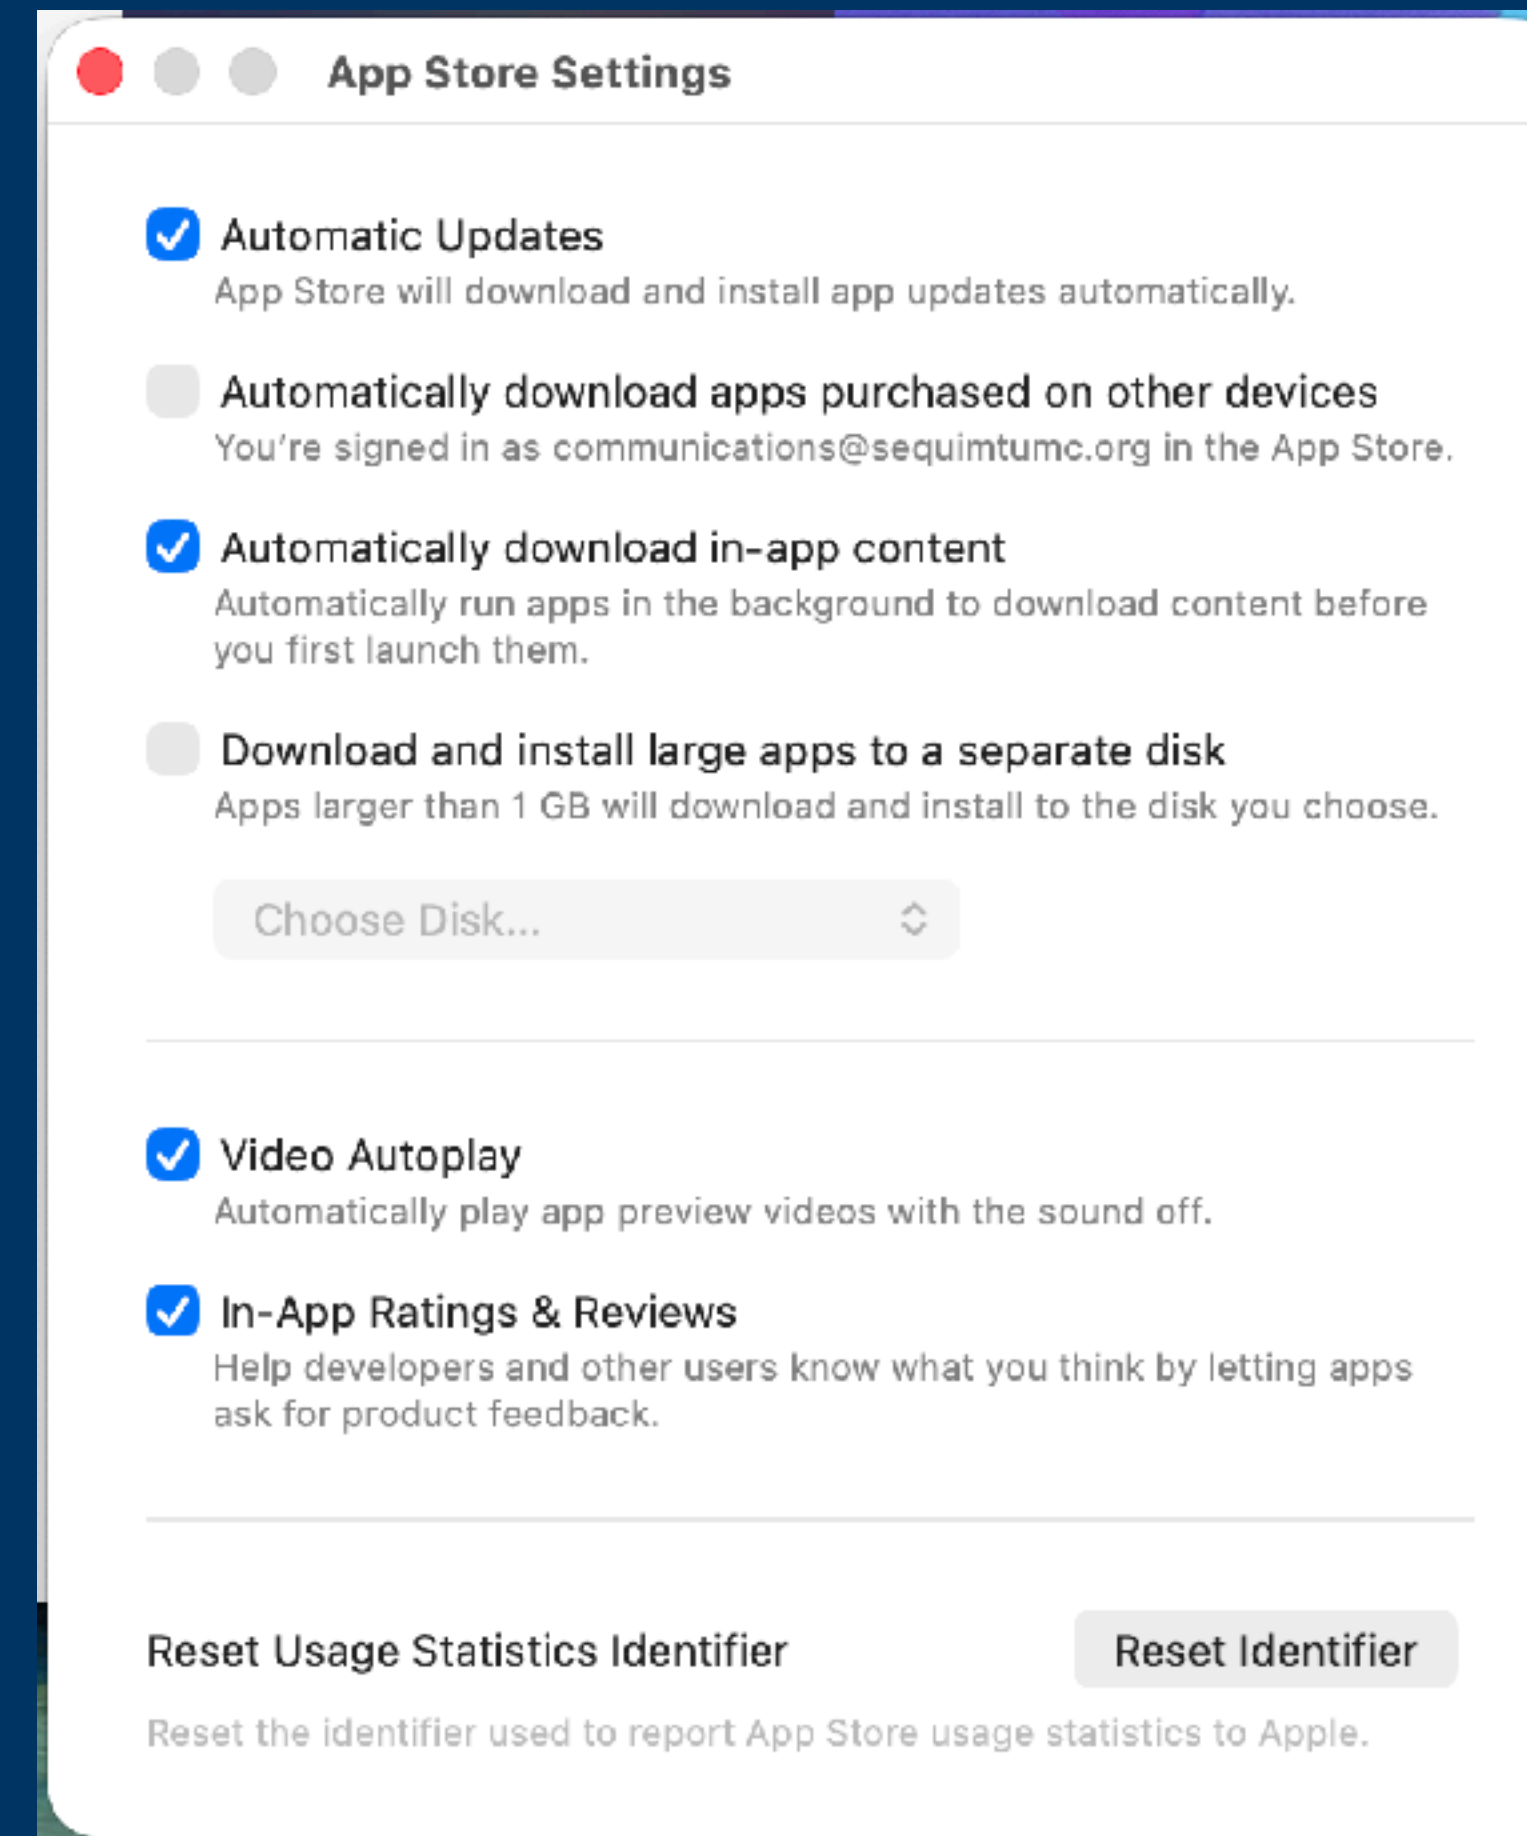 App Store Settings
Automatic Updates
App Store will download and install app updates automatically.
Automatically download apps purchased on other devices
You're signed in as communications@sequimtumc.org in the App Store.
Automatically download in-app content
Automatically run apps in the background to download content before
you first launch them.
Download and install large apps to a separate disk
Apps larger than 1 GB will download and install to the disk you choose.
Choose Disk...
Video Autoplay
Automatically play app preview videos with the sound off.
In-App Ratings & Reviews
Help developers and other users know what you think by letting apps
ask for product feedback.
Reset Usage Statistics Identifier
Reset Identifier
Reset the identifier used to report App Store usage statistics to Apple.